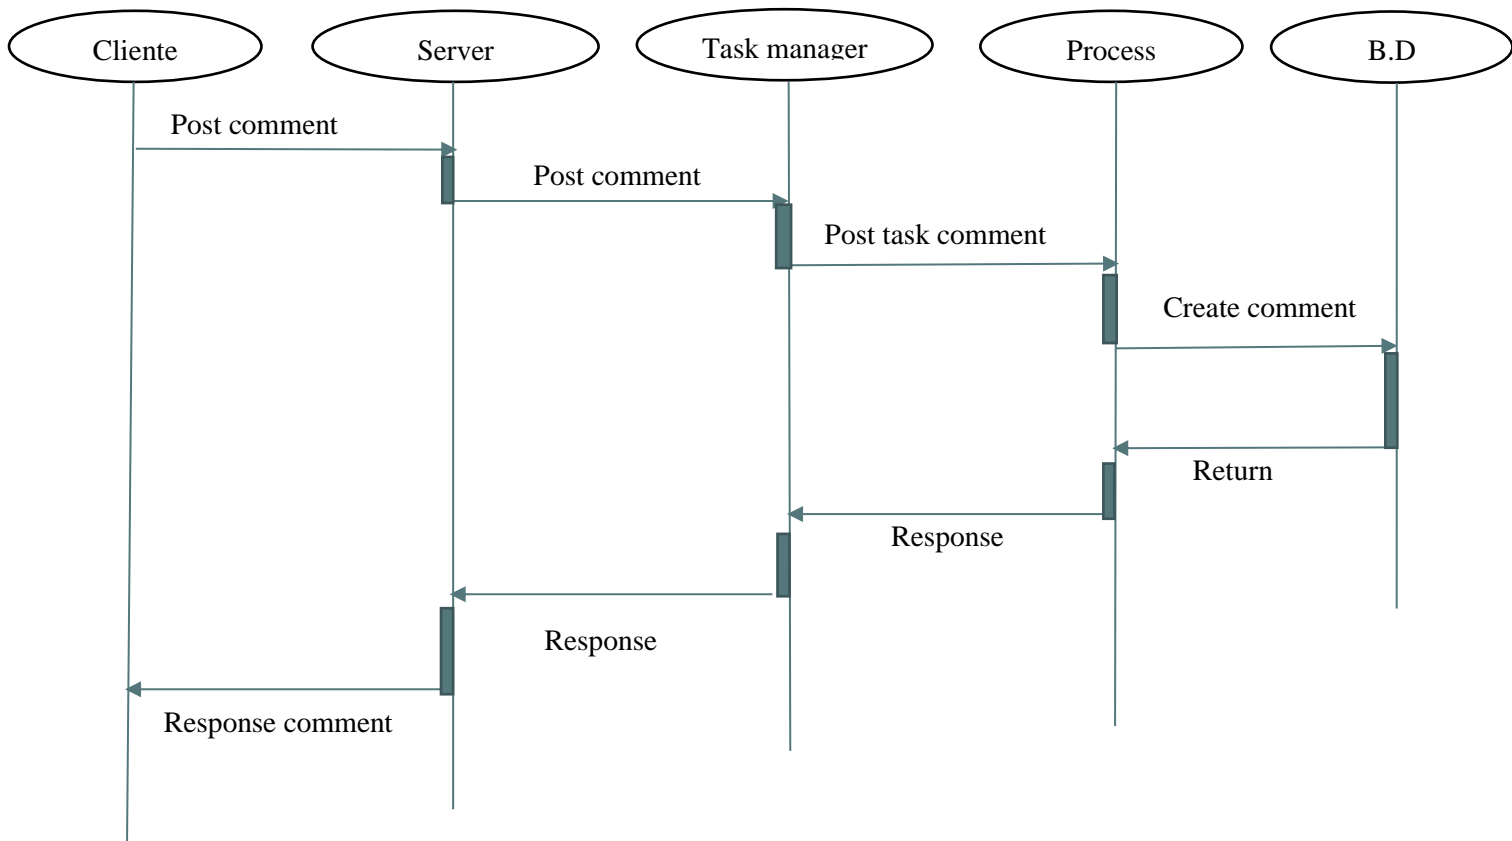 Cliente
Server
Task manager
Process
B.D
Post comment
Post comment
Post task comment
Create comment
Return
Response
Response
Response comment